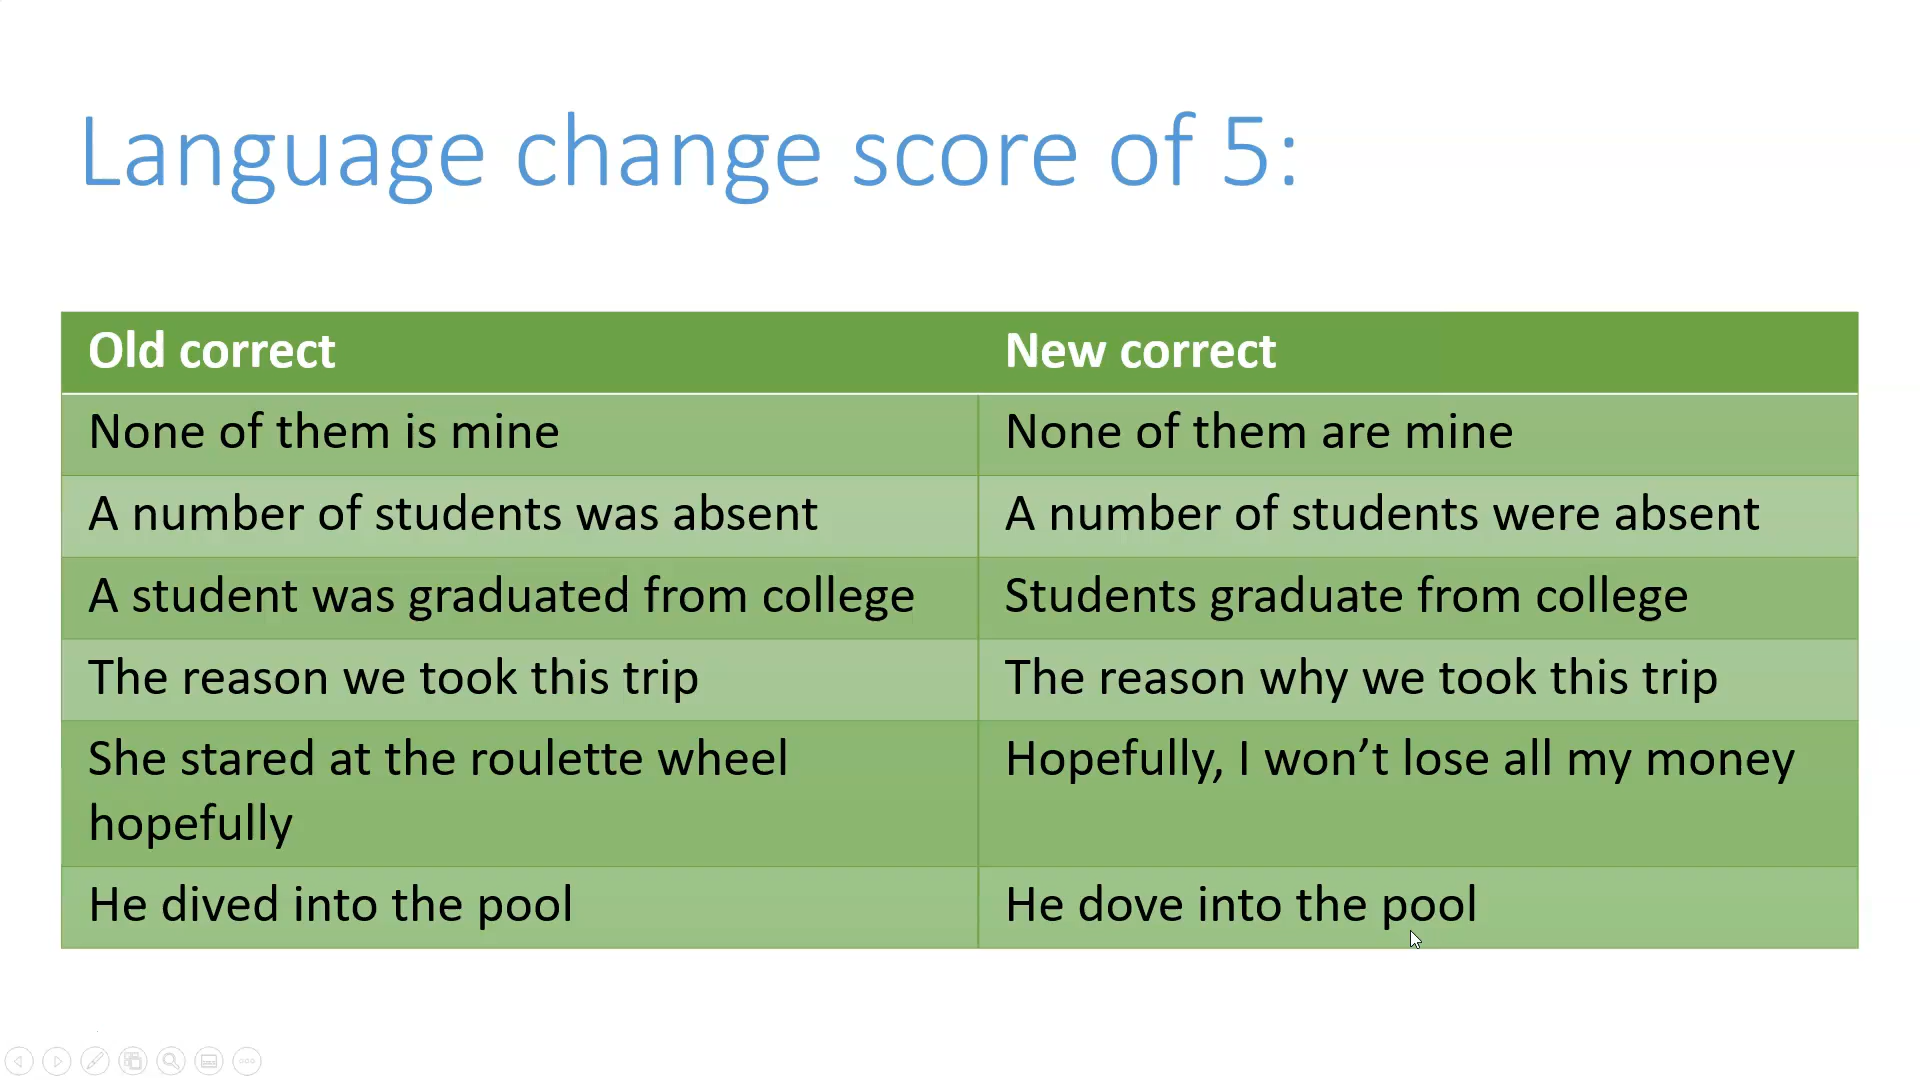 Language change score of 5:
Old correct
New correct
None of them is mine
None of them are mine
A number of students was absent
A number of students were absent
A student was graduated from college
Students graduate from college
The reason we took this trip
The reason why we took this trip
She stared at the roulette wheel
hopefully
Hopefully, I won’t lose all my money
He dived into the pool
He dove into the pool